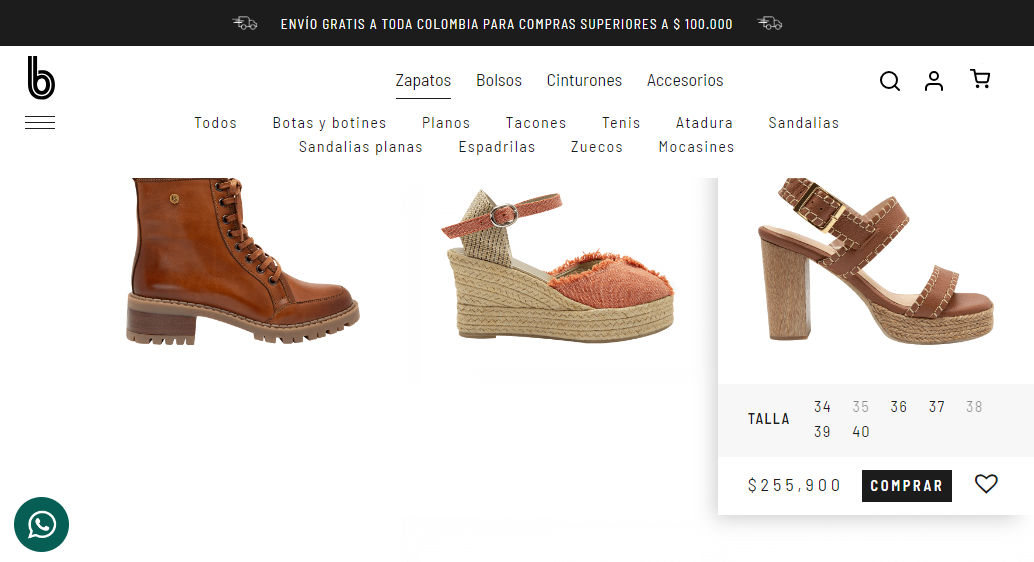 ENVÍO GRATIS A TODA COLOMBIA PARA COMPRAS SUPERIORES A $ 100.000
b
Zapatos Bolsos Cinturones Accesorios
Todos Botas y botines Planos Tacones Tenis Atadura Sandalias
Sandalias planas Espadrilas Zuecos Mocasines
TALLA
34 35 36 37 38
39 40
$255,900 COMPRAR